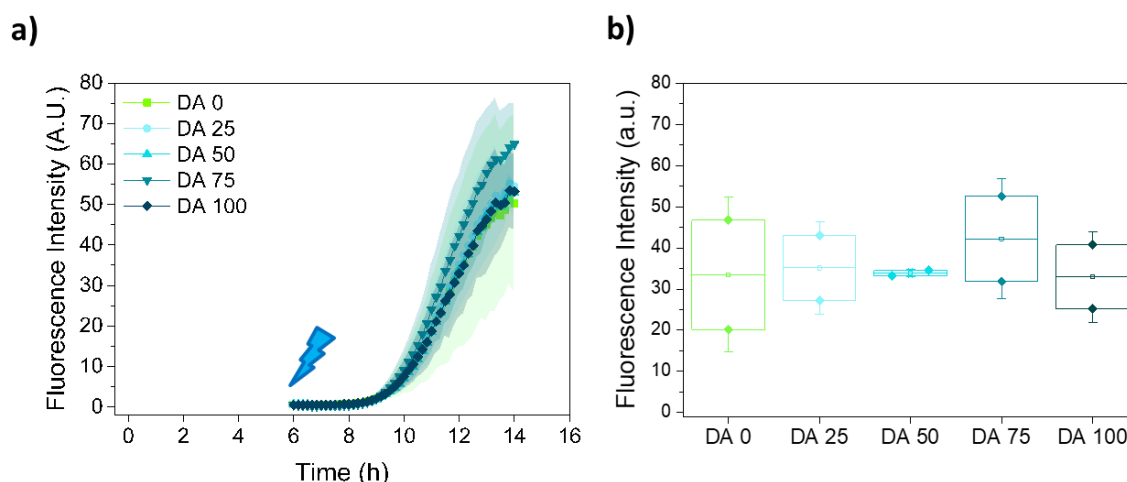 a)
Fluorescence Intensity (A.U.)
80
70
60
50
40
30
20
10
0
DA 0
DA 25
DA 50
DA 75
DA 100
0
2
4
6
8
10
12
14
16
Time (h)
b)
Fluorescence Intensity (a.u.)
80
70
60
50
40
30
20
10
0
DA 0
DA 25
DA 50
DA 75
DA 100